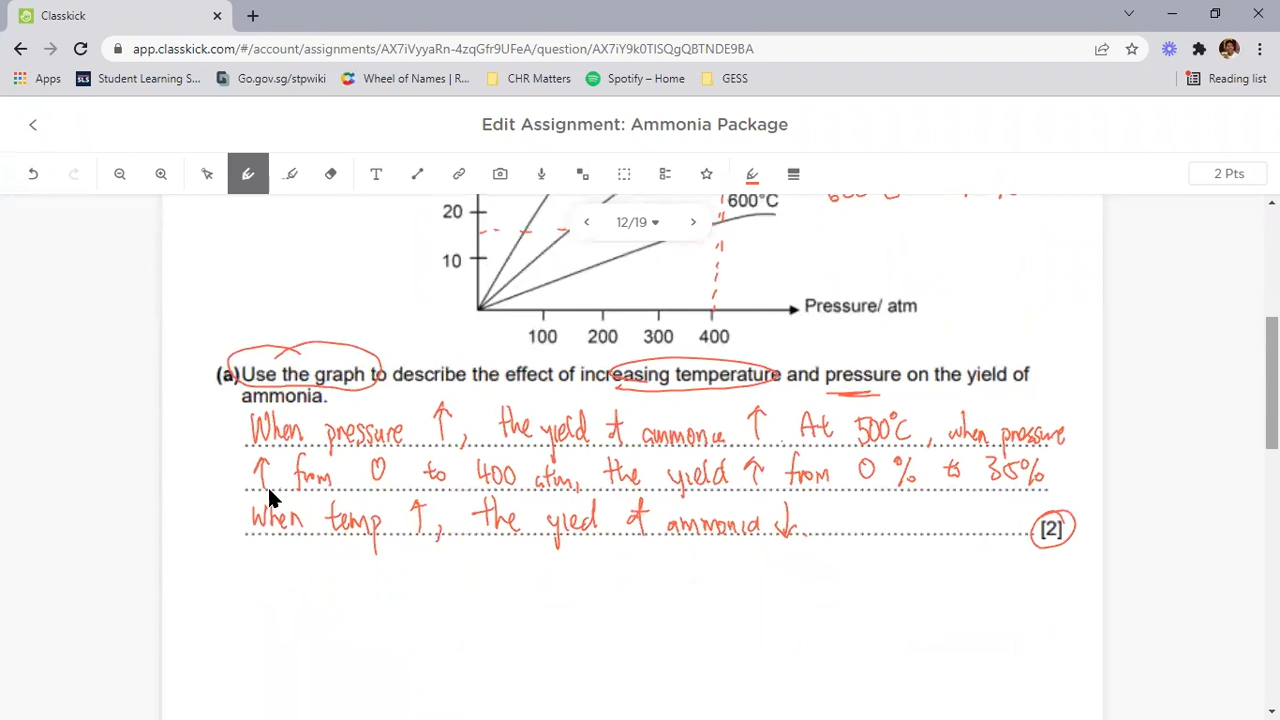 Classkick
app.classkick.com/#/account/assignments/AX7iVyyaRn-4zqGfr9UFeA/question/AX7iY9k0TISQgQBTNDE9BA
Apps Student Learning S... Go.gov.sg/stpwiki Wheel of Names | R... CHR Matters Spotify – Home GESS Reading list
Edit Assignment: Ammonia Package
T 2 Pts
12/19
20 600°C
10
Pressure/ atm
100 200 300 400
(a) Use the graph to describe the effect of increasing temperature and pressure on the yield of
ammonia.
When pressure ↑, the yield of ammonia ↑. At 500°C, when pressure
↑ from 0 to 400 atm, the yield ↑ from 0 % to 35%
When temp ↑, the yied of ammonia ↓.
[2]